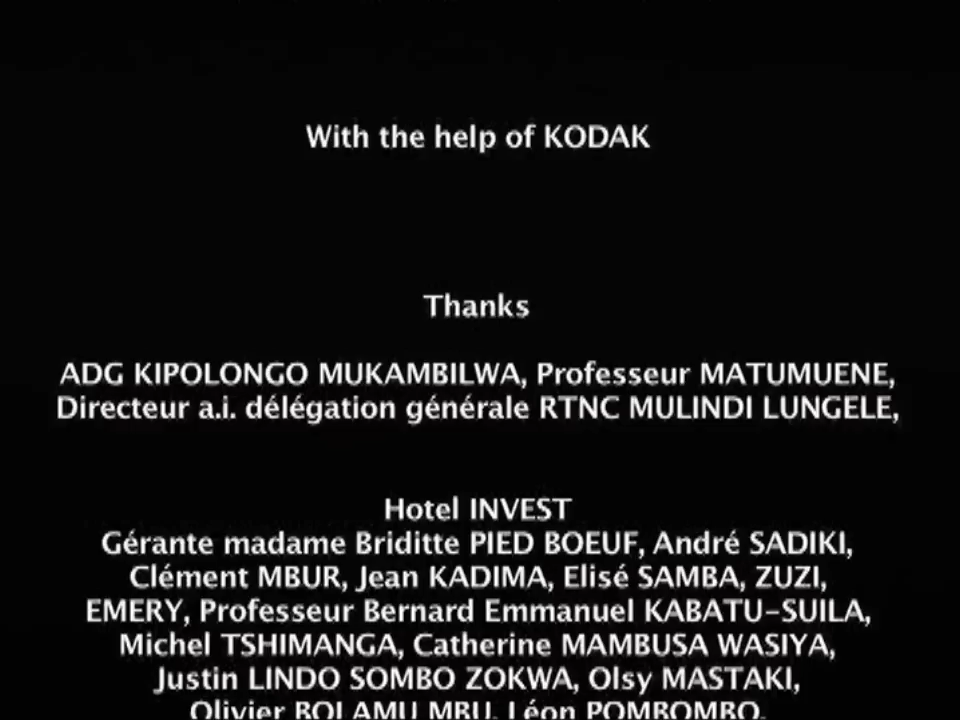 With the help of KODAK
Thanks
ADG KIPOLONGO MUKAMBILWA, Professeur MATUMUENE,
Directeur a.i. délégation générale RTNC MULINDI LUNGELE,
Hotel INVEST
Gérante madame Briditte PIED BOEUF, André SADIKI,
Clément MBUR, Jean KADIMA, Elisé SAMBA, ZUZI,
EMERY, Professeur Bernard Emmanuel KABATU-SUILA,
Michel TSHIMANGA, Catherine MAMBUSA WASIYA,
Justin LINDO SOMBO ZOKWA, Olsy MASTAKI,
Olivier BOLAMU MBU, Léon POMBOMBO,